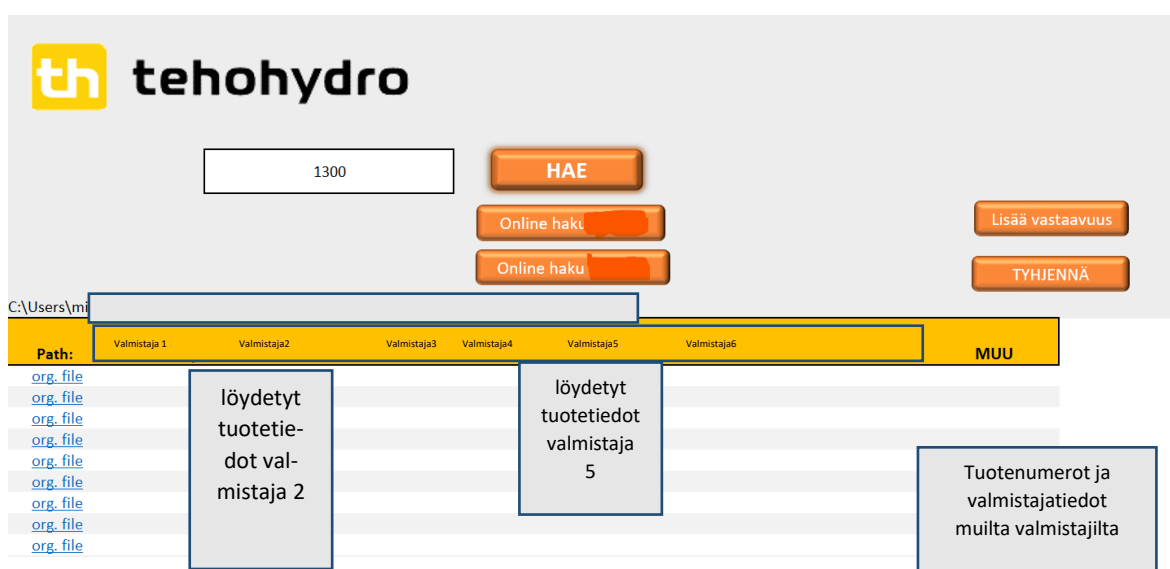 th tehohydro
1300
HAE
Online haku
Lisää vastaavuus
Online haku
TYHJENNÄ
C:\Users\mi
Path:
Valmistaja 1
Valmistaja2
Valmistaja3
Valmistaja4
Valmistaja5
Valmistaja6
MUU
org. file
org. file
org. file
org. file
org. file
org. file
org. file
org. file
org. file
löydetyt
tuotetie-
dot val-
mistaja 2
löydetyt
tuotetiedot
valmistaja
5
Tuotenumerot ja
valmistajatiedot
muilta valmistajilta